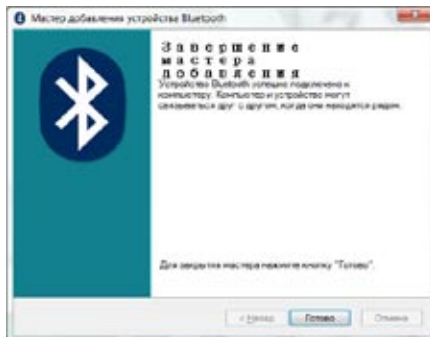 Мастер добавления устройства Bluetooth
Завершение
мастера
добавления
Устройство Bluetooth успешно подключено к
компьютеру. Компьютер и устройство могут
связываться друг с другом, когда они находятся рядом.
Для закрытия мастера нажмите кнопку "Готово".
< Назад
Готово
Отмена